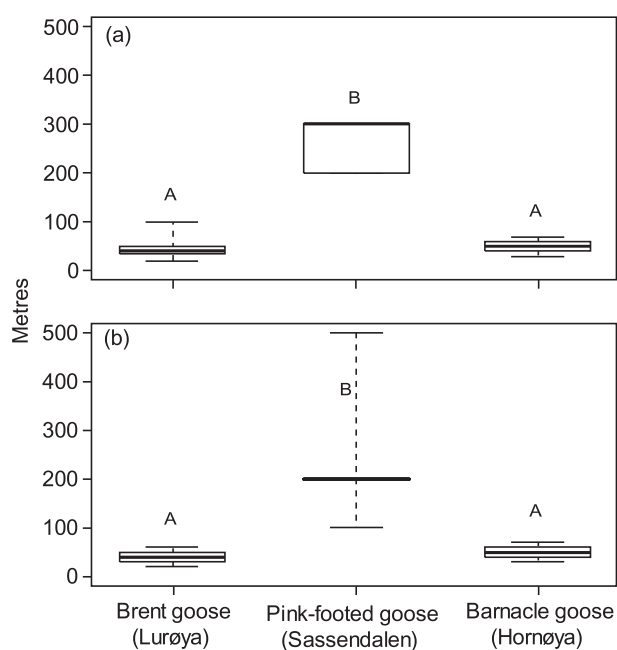 (a)
500
400
300
200
100
0
A
B
A
Metres
(b)
500
400
300
200
100
0
A
B
A
Brent goose
(Lurøya)
Pink-footed goose
(Sassendalen)
Barnacle goose
(Hornøya)